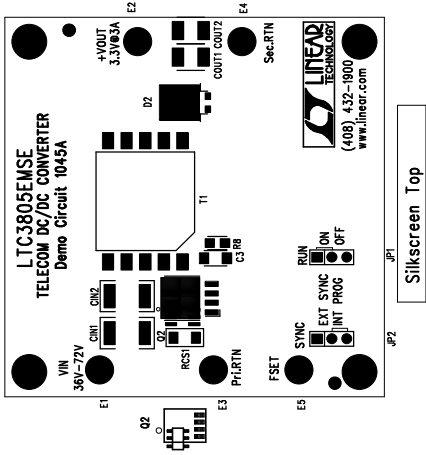 LTC3805EMSE
TELECOM DC/DC CONVERTER
Demo Circuit 1045A
VIN
36V-72V
E1
CIN1
CIN2
+VOUT
3.3V@3A
E2
COUT1
COUT2
Sec.RTN
E4
D2
T1
Q2
RCS1
C3
R8
Pri.RTN
E3
FSET
E5
SYNC
EXT SYNC
INT PROG
JP2
RUN
ON
OFF
JP1
LINEAR
TECHNOLOGY
(408) 432-1900
www.linear.com
Q2
Silkscreen Top